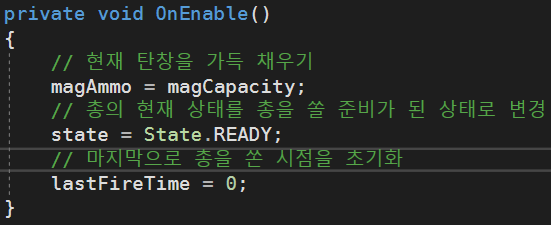 private void OnEnable()
{
// 현재 탄창을 가득 채우기
magAmmo = magCapacity;
// 총의 현재 상태를 총을 쏠 준비가 된 상태로 변경
state = State.READY;
// 마지막으로 총을 쏜 시점을 초기화
lastFireTime = 0;
}